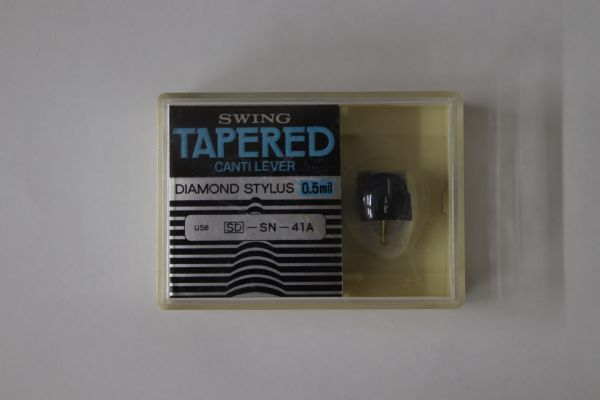 SWING
TAPERED
CANTI LEVER
DIAMOND STYLUS 0.5mil
use SD-SN-41A